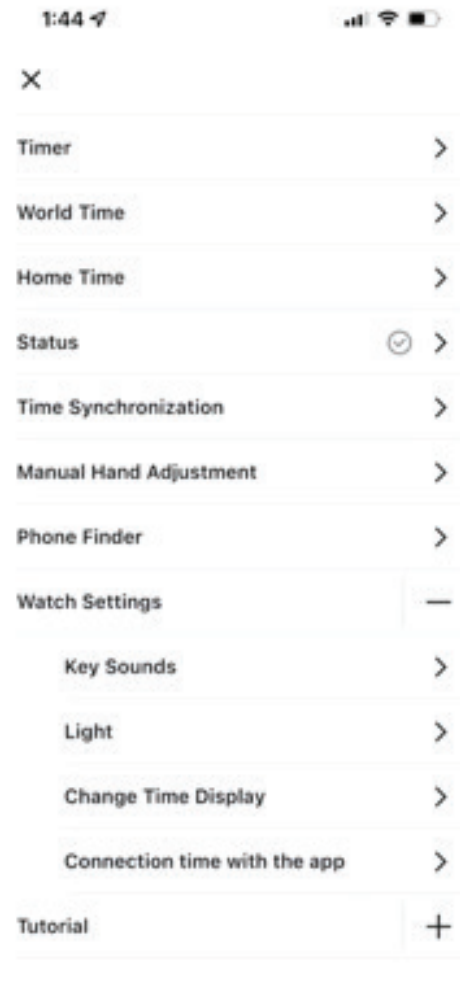 1:44
Timer
World Time
Home Time
Status
Time Synchronization
Manual Hand Adjustment
Phone Finder
Watch Settings
Key Sounds
Light
Change Time Display
Connection time with the app
Tutorial